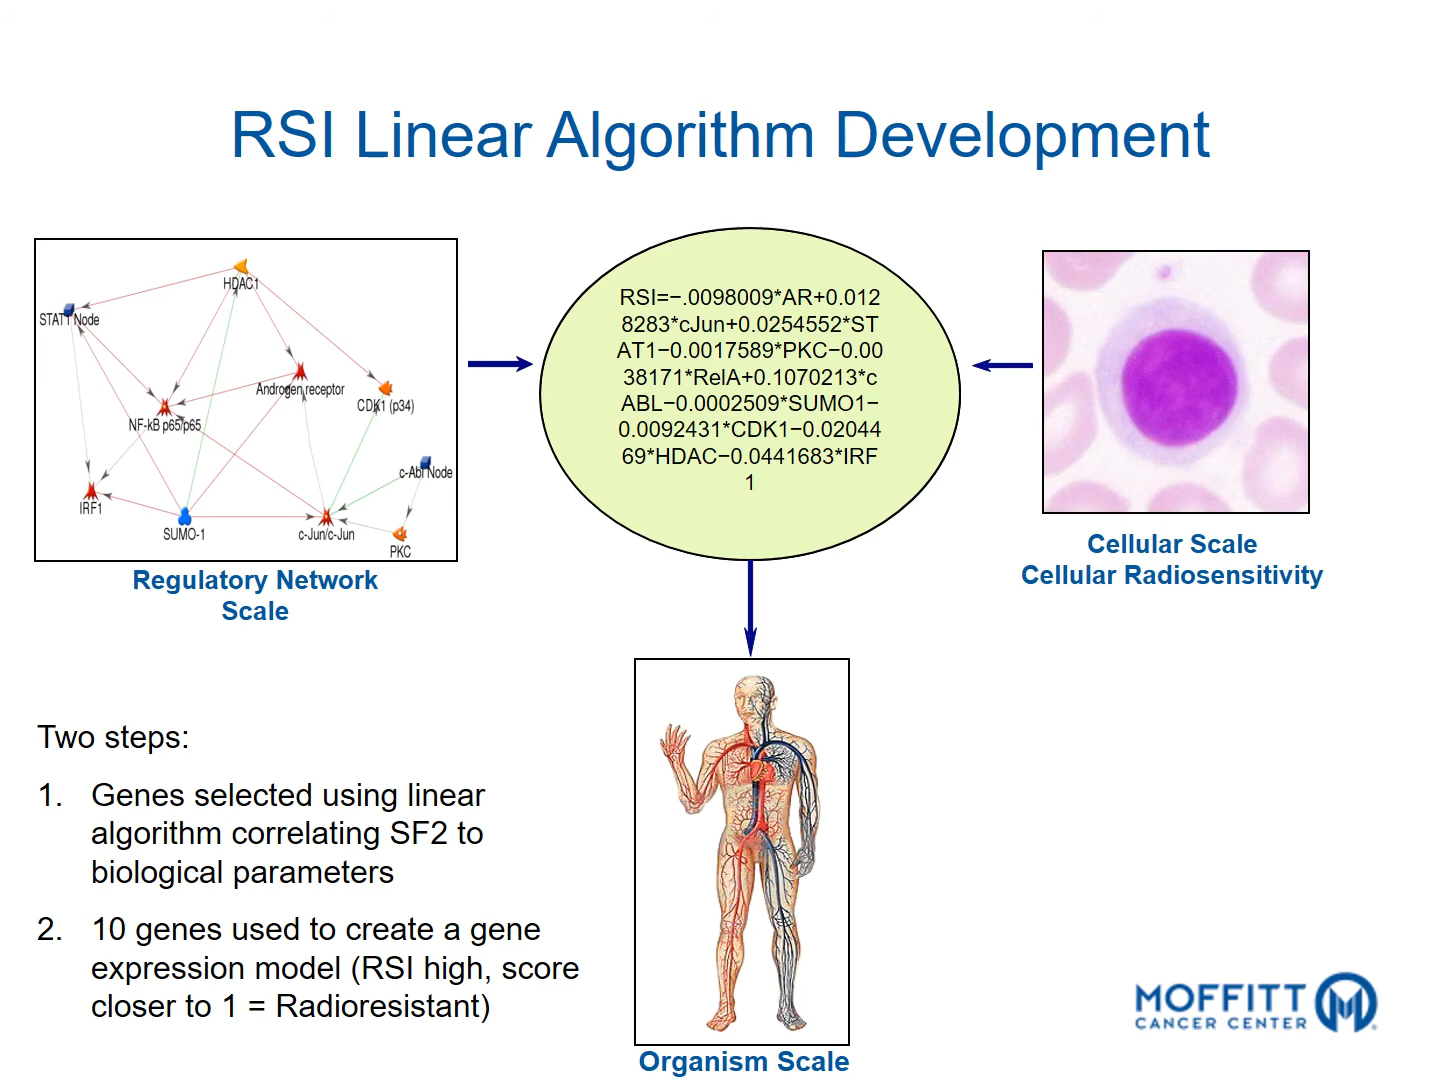 RSI Linear Algorithm Development
HDAC1
STAT1 Node
Androgen receptor
CDK1 (p34)
NF-kB p65/p65
c-Abl Node
IRF1
SUMO-1
c-Jun/c-Jun
PKC
Regulatory Network
Scale
RSI=−.0098009*AR+0.012
8283*cJun+0.0254552*ST
AT1−0.0017589*PKC−0.00
38171*RelA+0.1070213*c
ABL−0.0002509*SUMO1−
0.0092431*CDK1−0.02044
69*HDAC−0.0441683*IRF
1
Cellular Scale
Cellular Radiosensitivity
Two steps:
1. Genes selected using linear
algorithm correlating SF2 to
biological parameters
2. 10 genes used to create a gene
expression model (RSI high, score
closer to 1 = Radioresistant)
Organism Scale
MOFFITT
CANCER CENTER